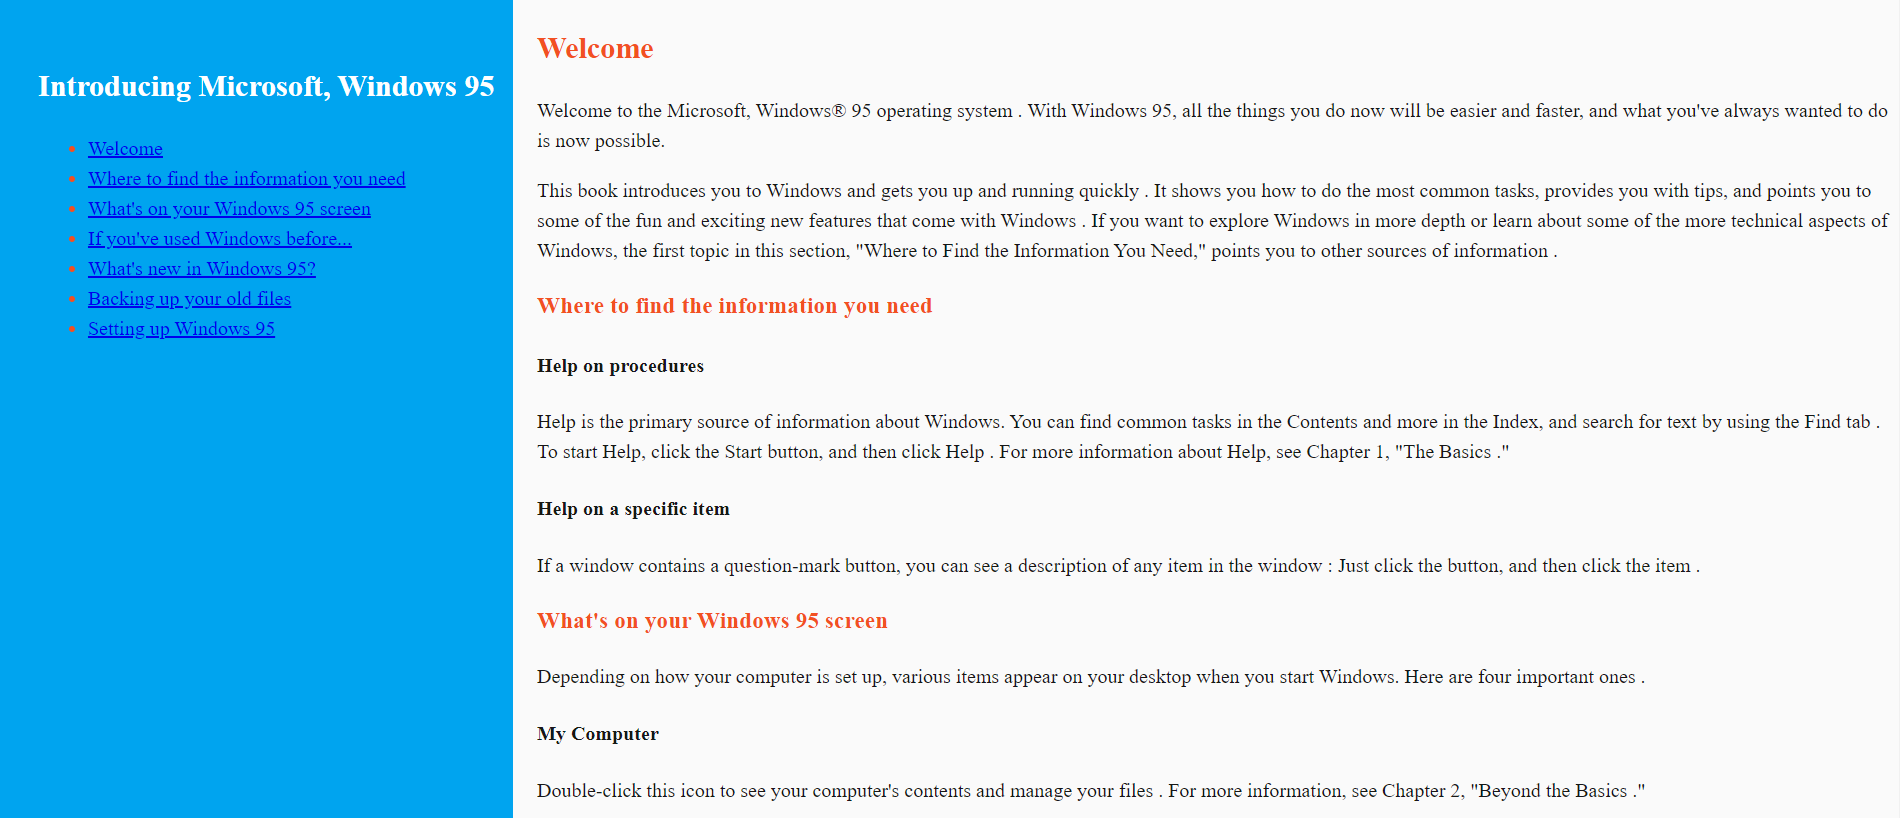 Introducing Microsoft, Windows 95
Welcome
Where to find the information you need
What's on your Windows 95 screen
If you've used Windows before...
What's new in Windows 95?
Backing up your old files
Setting up Windows 95
Welcome
Welcome to the Microsoft, Windows® 95 operating system . With Windows 95, all the things you do now will be easier and faster, and what you've always wanted to do
is now possible.
This book introduces you to Windows and gets you up and running quickly . It shows you how to do the most common tasks, provides you with tips, and points you to
some of the fun and exciting new features that come with Windows . If you want to explore Windows in more depth or learn about some of the more technical aspects of
Windows, the first topic in this section, "Where to Find the Information You Need," points you to other sources of information .
Where to find the information you need
Help on procedures
Help is the primary source of information about Windows. You can find common tasks in the Contents and more in the Index, and search for text by using the Find tab .
To start Help, click the Start button, and then click Help . For more information about Help, see Chapter 1, "The Basics ."
Help on a specific item
If a window contains a question-mark button, you can see a description of any item in the window : Just click the button, and then click the item .
What's on your Windows 95 screen
Depending on how your computer is set up, various items appear on your desktop when you start Windows. Here are four important ones .
My Computer
Double-click this icon to see your computer's contents and manage your files . For more information, see Chapter 2, "Beyond the Basics ."